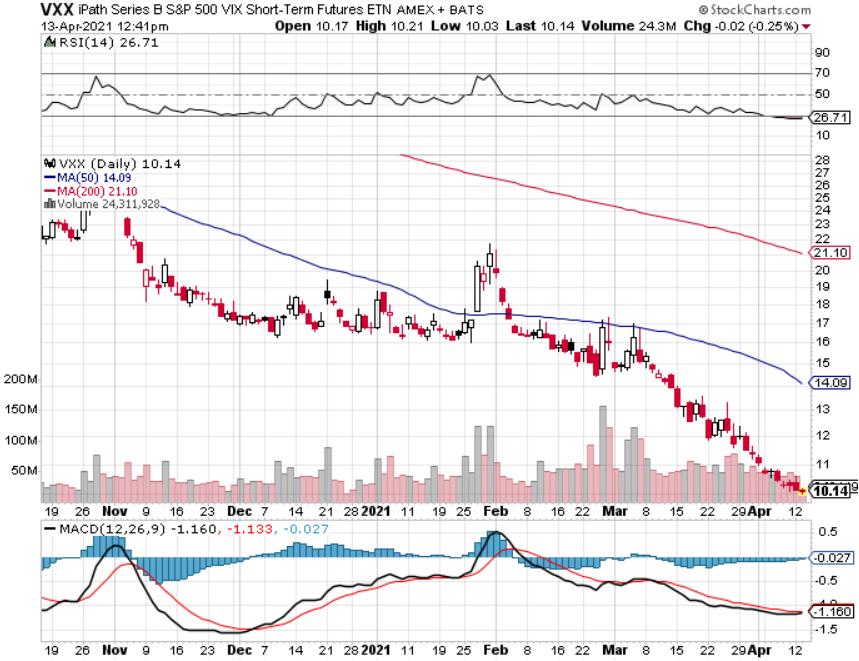 VXX iPath Series B S&P 500 VIX Short-Term Futures ETN AMEX + BATS
© StockCharts.com
13-Apr-2021 12:41pm
Open 10.17 High 10.21 Low 10.03 Last 10.14 Volume 24.3M Chg -0.02 (-0.25%)
RSI(14) 26.71
90
70
50
26.71
10
VXX (Daily) 10.14
MA(50) 14.09
MA(200) 21.10
Volume 24,311,928
28
27
26
25
24
23
22
21.10
20
19
18
17
16
15
14.09
13
12
11
10.14
200M
150M
100M
50M
19 26 Nov 9 16 23 Dec 7 14 21 28 2021 11 19 25 Feb 8 16 22 Mar 8 15 22 29 Apr 12
MACD(12,26,9) -1.160, -1.133, -0.027
0.5
-0.027
-0.5
-1.160
-1.5
19 26 Nov 9 16 23 Dec 7 14 21 28 2021 11 19 25 Feb 8 16 22 Mar 8 15 22 29 Apr 12